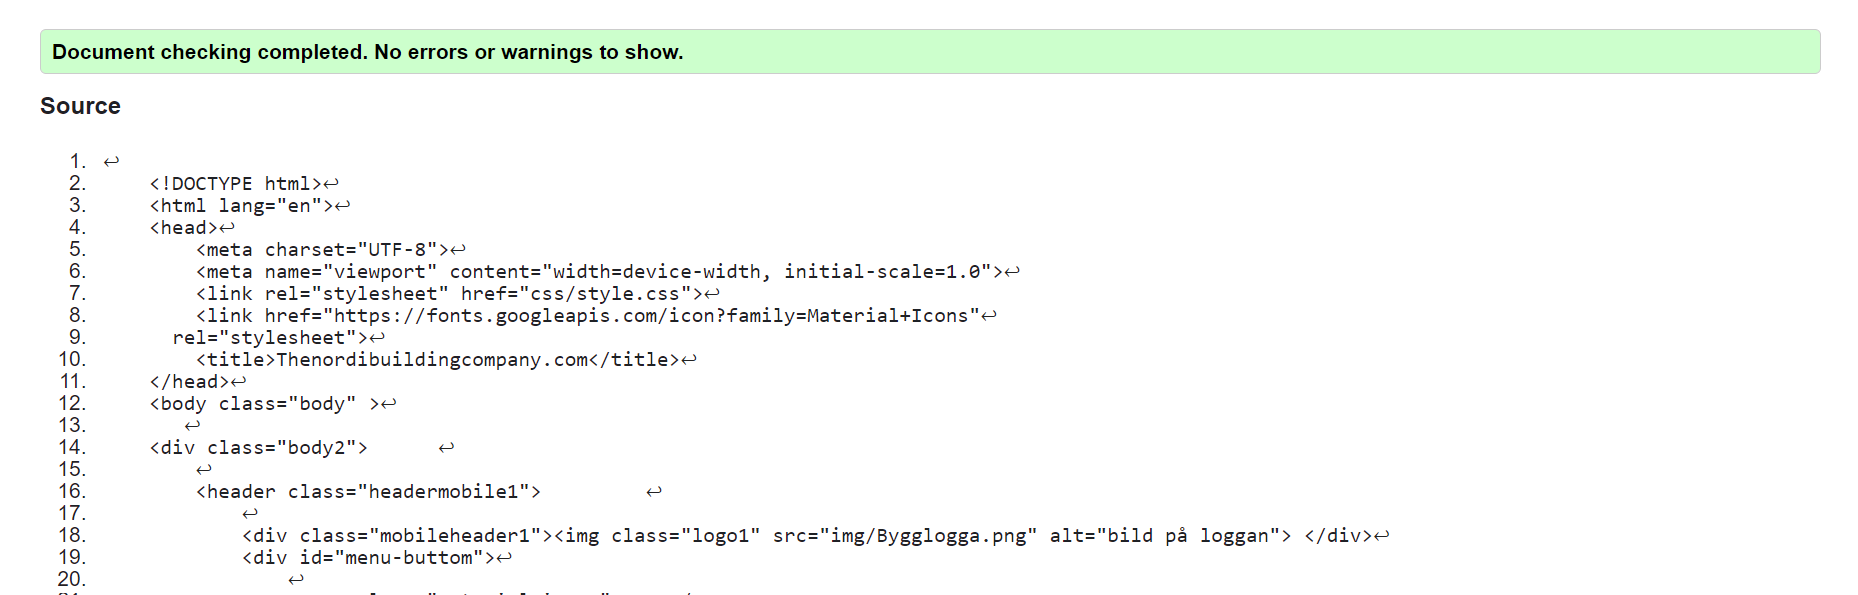 Document checking completed. No errors or warnings to show.
Source
1. ↩
2. <!DOCTYPE html>↩
3. <html lang="en">↩
4. <head>↩
5. <meta charset="UTF-8">↩
6. <meta name="viewport" content="width=device-width, initial-scale=1.0">↩
7. <link rel="stylesheet" href="css/style.css">↩
8. <link href="https://fonts.googleapis.com/icon?family=Material+Icons"↩
9. rel="stylesheet">↩
10. <title>Thenordibuildingcompany.com</title>↩
11. </head>↩
12. <body class="body" >↩
13. ↩
14. <div class="body2"> ↩
15. ↩
16. <header class="headermobile1"> ↩
17. ↩
18. <div class="mobileheader1"><img class="logo1" src="img/Bygglogga.png" alt="bild på loggan"> </div>↩
19. <div id="menu-buttom">↩
20. ↩